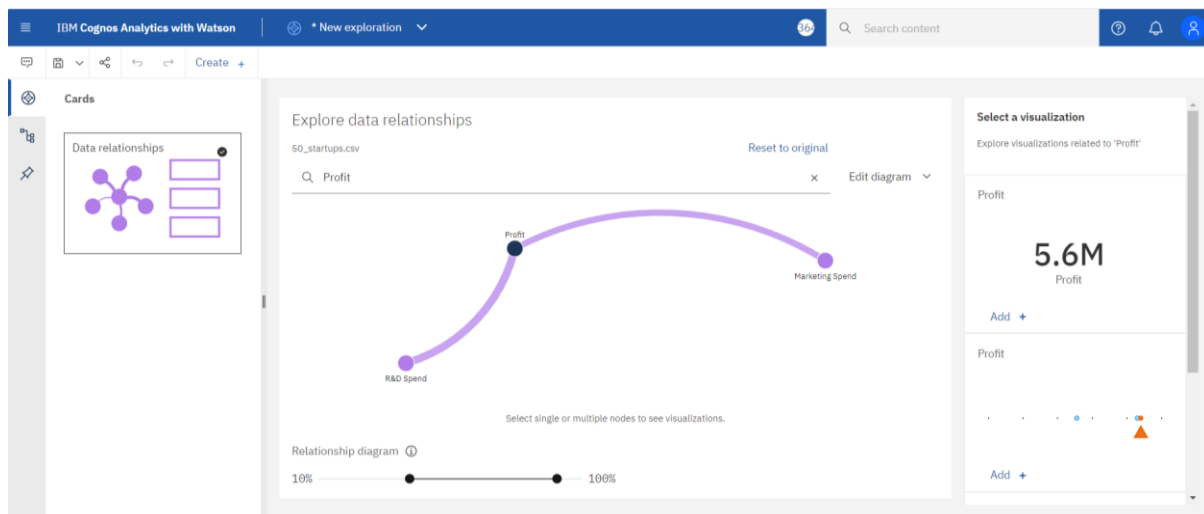 IBM Cognos Analytics with Watson
* New exploration
Search content
Create +
Cards
Data relationships
Explore data relationships
50_startups.csv
Reset to original
Profit
Edit diagram
Profit
Marketing Spend
R&D Spend
Select single or multiple nodes to see visualizations.
Relationship diagram
10%
100%
Select a visualization
Explore visualizations related to 'Profit'
Profit
5.6M
Profit
Add +
Profit
Add +